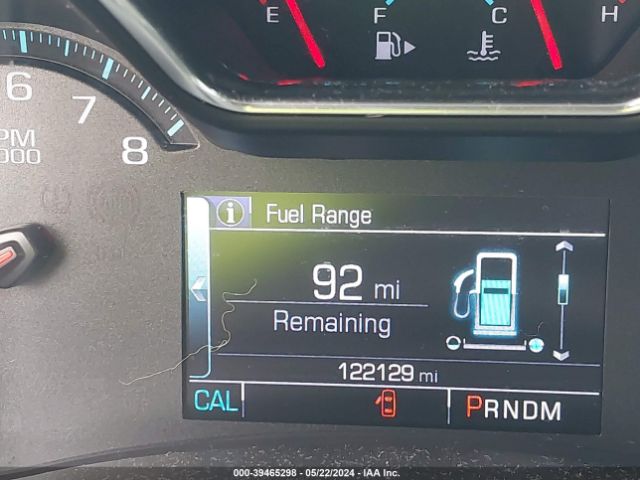 E F C H
6 7 8
PM
000
Fuel Range
92 mi
Remaining
122129 mi
CAL PRNDM
000-39465298 - 05/22/2024 - IAA Inc.